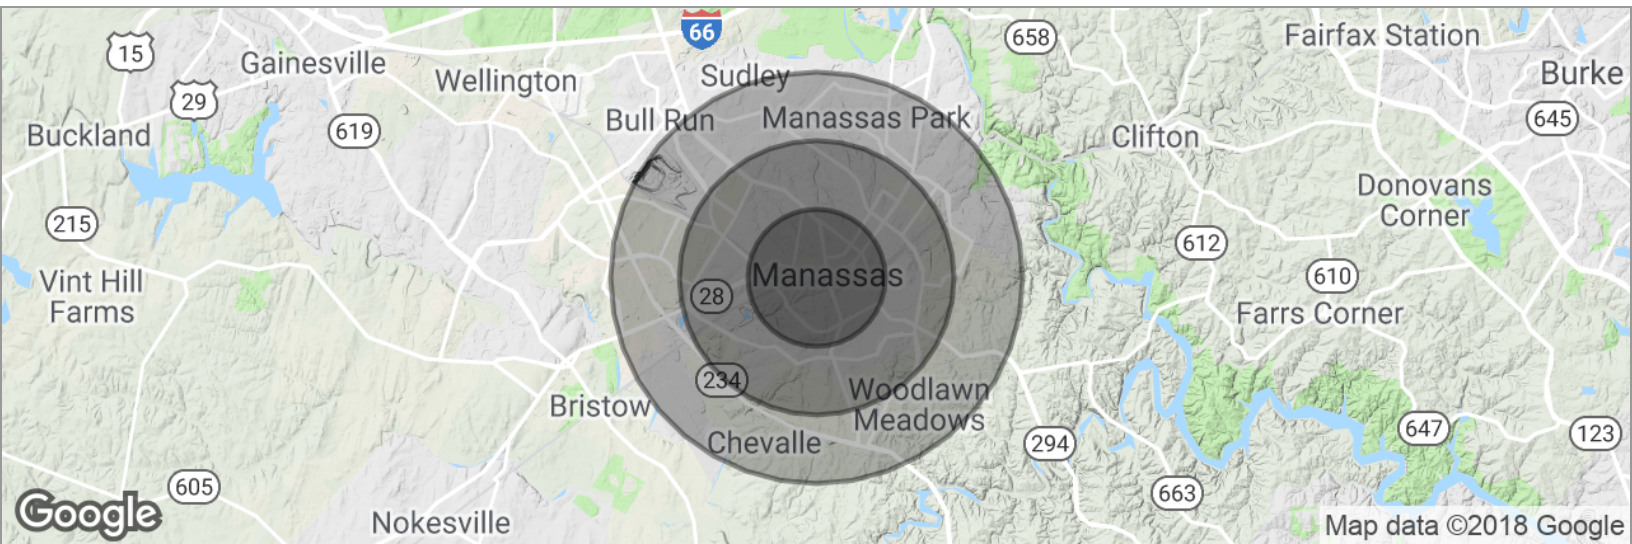 66
15
658
Fairfax Station
Gainesville
Burke
Wellington
Sudley
29
Bull Run
Manassas Park
645
Buckland
619
Clifton
Donovans
Corner
215
612
Manassas
610
Vint Hill
Farms
28
Farrs Corner
234
Woodlawn
Meadows
Bristow
Chevalle
294
647
123
605
663
Google
Nokesville
Map data ©2018 Google